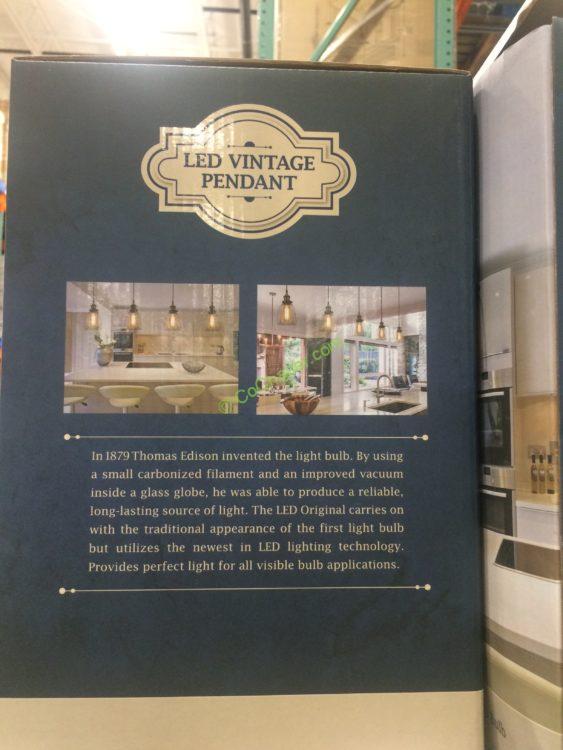 LED VINTAGE
PENDANT
© CoCosler.com
In 1879 Thomas Edison invented the light bulb. By using
a small carbonized filament and an improved vacuum
inside a glass globe, he was able to produce a reliable,
long-lasting source of light. The LED Original carries on
with the traditional appearance of the first light bulb
but utilizes the newest in LED lighting technology.
Provides perfect light for all visible bulb applications.